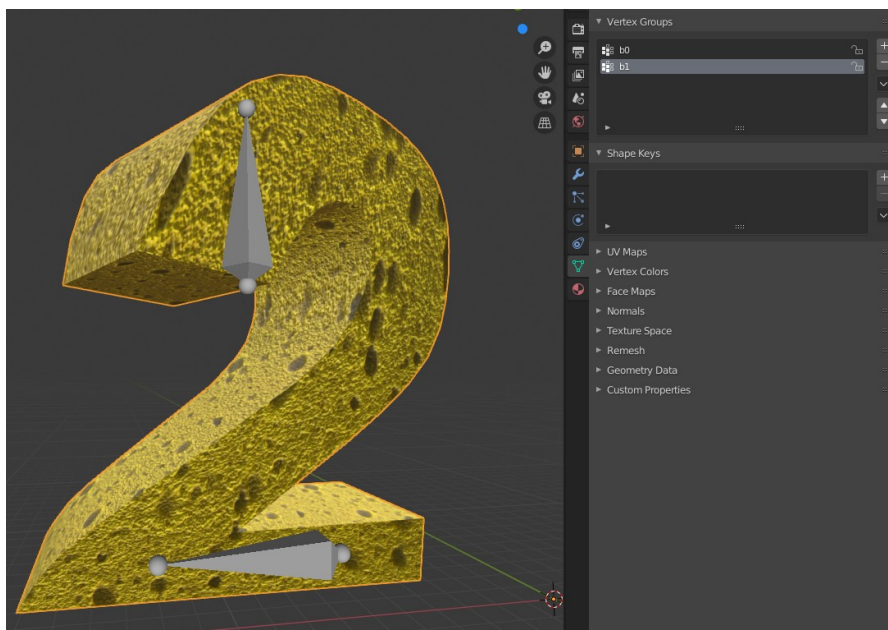 2
Vertex Groups
b0
b1
Shape Keys
UV Maps
Vertex Colors
Face Maps
Normals
Texture Space
Remesh
Geometry Data
Custom Properties